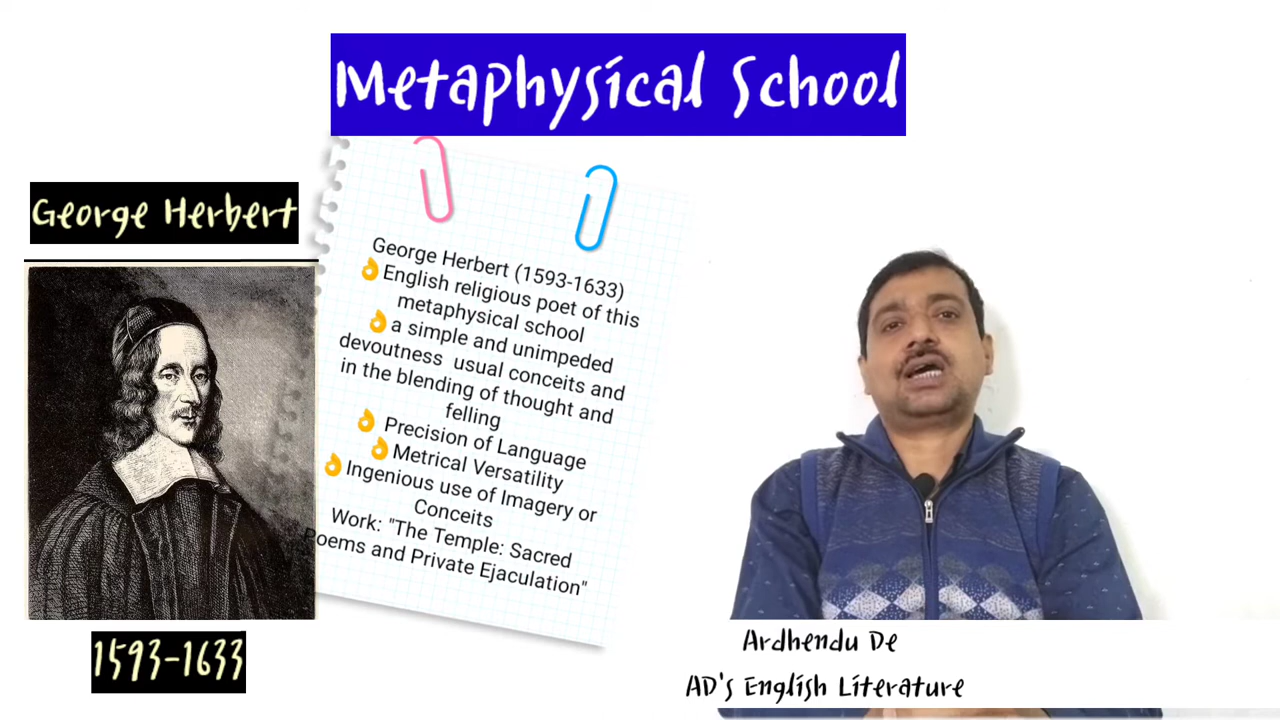 Metaphysical School
George Herbert
George Herbert (1593-1633)
👌English religious poet of this
metaphysical school
👌a simple and unimpeded
devoutness usual conceits and
in the blending of thought and
felling
👌 Precision of Language
👌Metrical Versatility
👌Ingenious use of Imagery or
Conceits
Work: "The Temple: Sacred
Poems and Private Ejaculation"
1593-1633
Ardhendu De
AD's English Literature